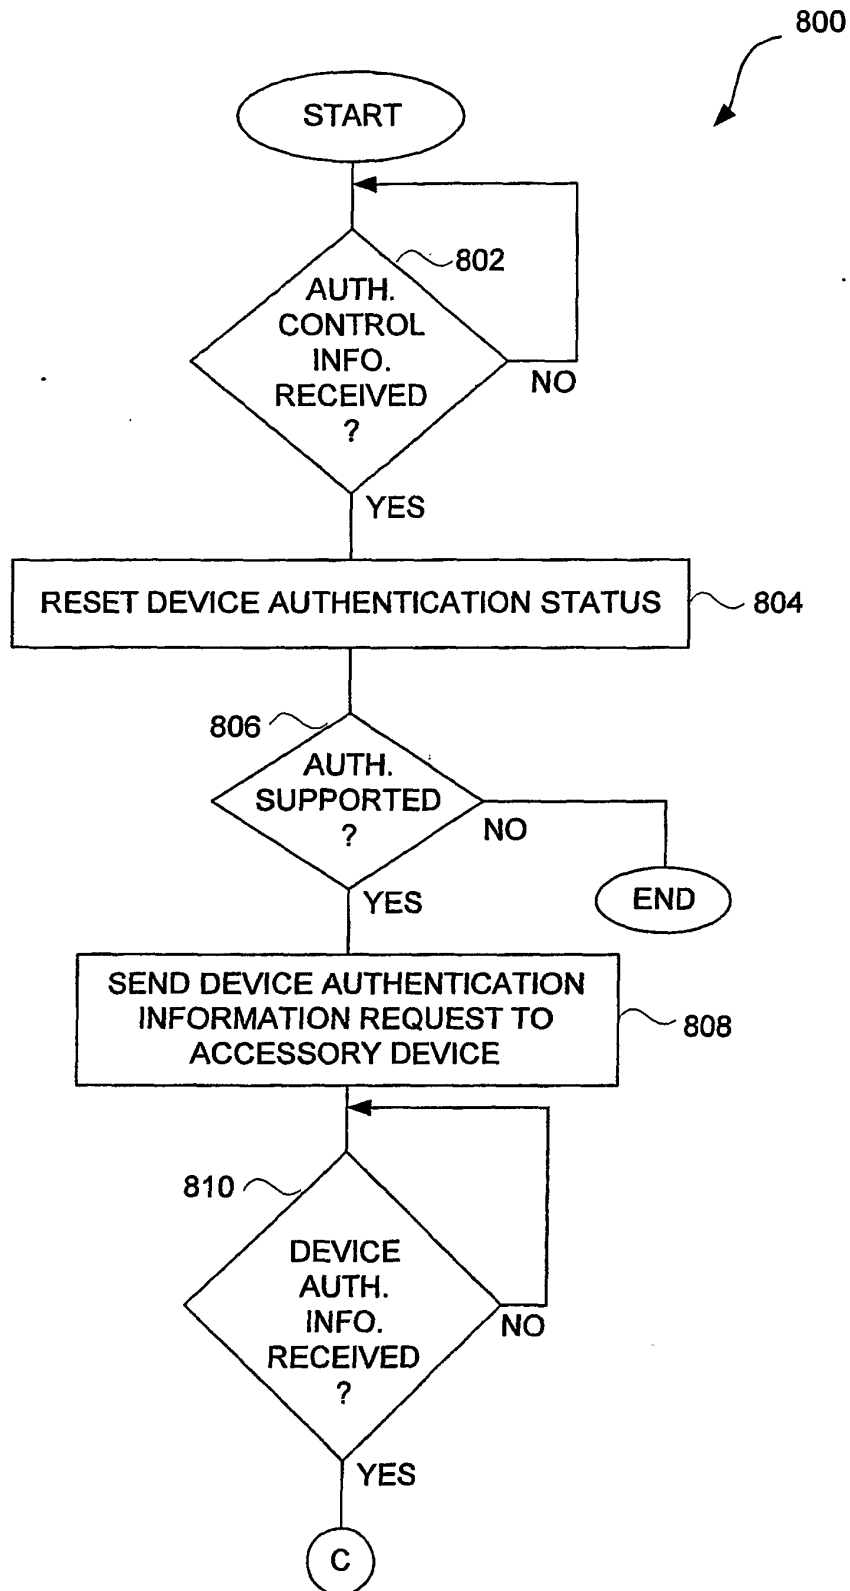 800
START
802
AUTH.
CONTROL
INFO.
RECEIVED
?
NO
YES
RESET DEVICE AUTHENTICATION STATUS
804
806
AUTH.
SUPPORTED
?
NO
YES
END
SEND DEVICE AUTHENTICATION
INFORMATION REQUEST TO
ACCESSORY DEVICE
808
810
DEVICE
AUTH.
INFO.
RECEIVED
?
NO
YES
C